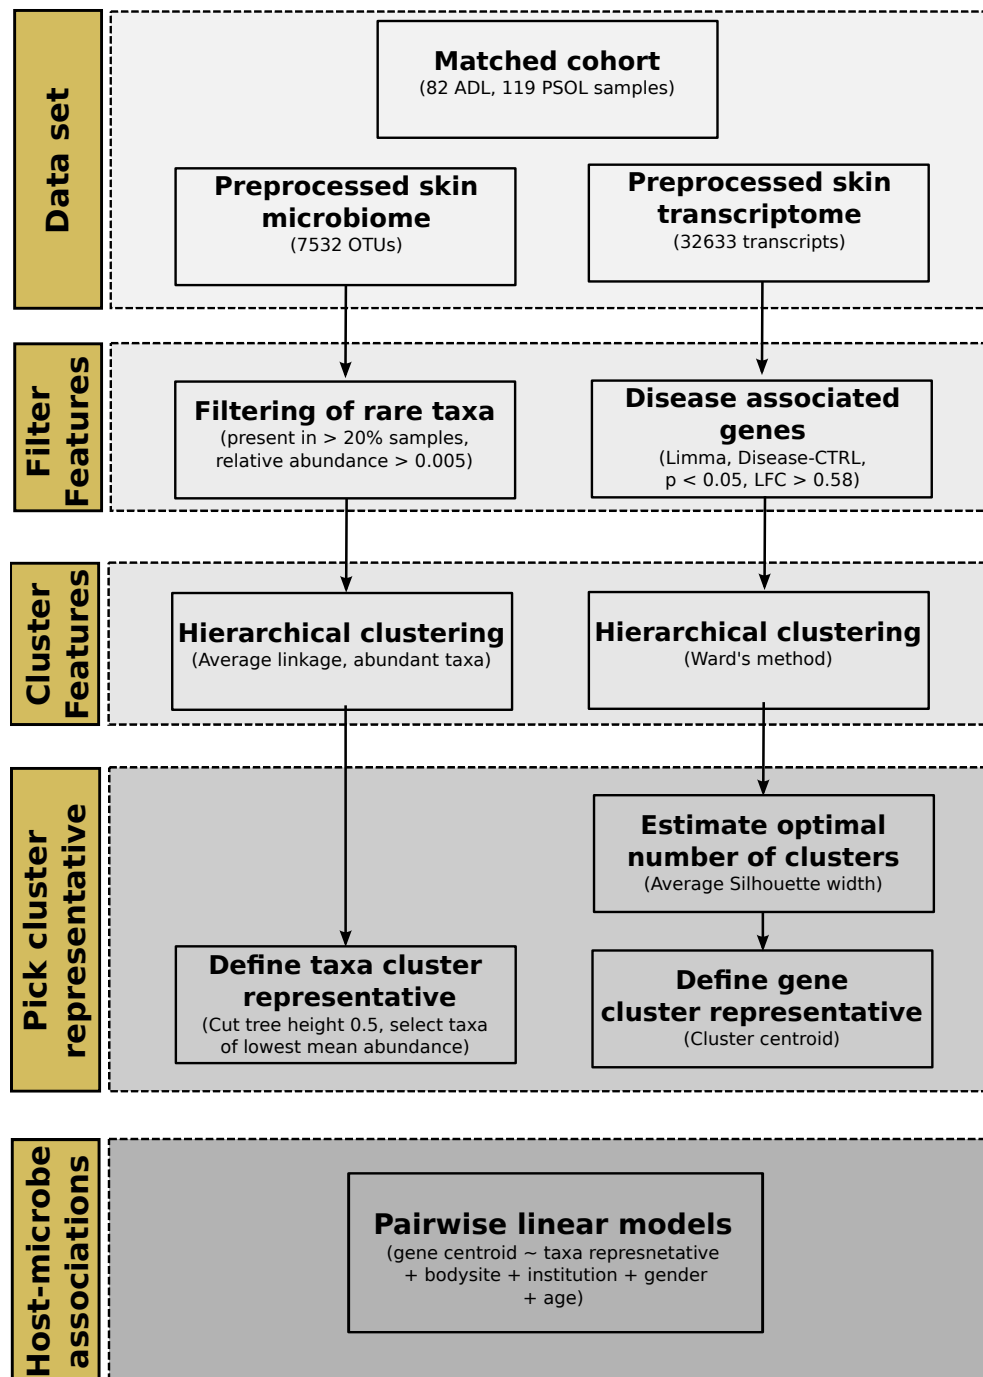 Data set
Matched cohort
(82 ADL, 119 PSOL samples)
Preprocessed skin
microbiome
(7532 OTUs)
Preprocessed skin
transcriptome
(32633 transcripts)
Filter
Features
Filtering of rare taxa
(present in > 20% samples,
relative abundance > 0.005)
Disease associated
genes
(Limma, Disease-CTRL,
p < 0.05, LFC > 0.58)
Cluster
Features
Hierarchical clustering
(Average linkage, abundant taxa)
Hierarchical clustering
(Ward's method)
Pick cluster
representative
Estimate optimal
number of clusters
(Average Silhouette width)
Define taxa cluster
representative
(Cut tree height 0.5, select taxa
of lowest mean abundance)
Define gene
cluster representative
(Cluster centroid)
Host-microbe
associations
Pairwise linear models
(gene centroid ~ taxa represnetative
+ bodysite + institution + gender
+ age)